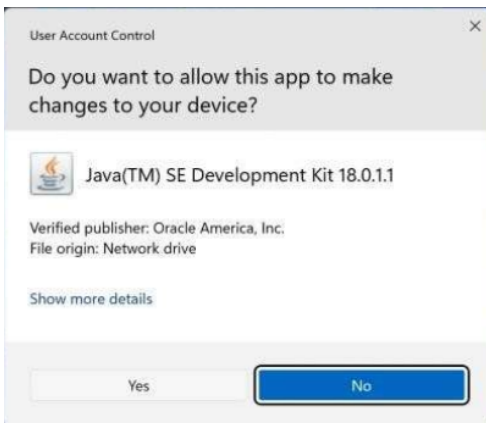 User Account Control
Do you want to allow this app to make
changes to your device?
Java(TM) SE Development Kit 18.0.1.1
Verified publisher: Oracle America, Inc.
File origin: Network drive
Show more details
Yes
No